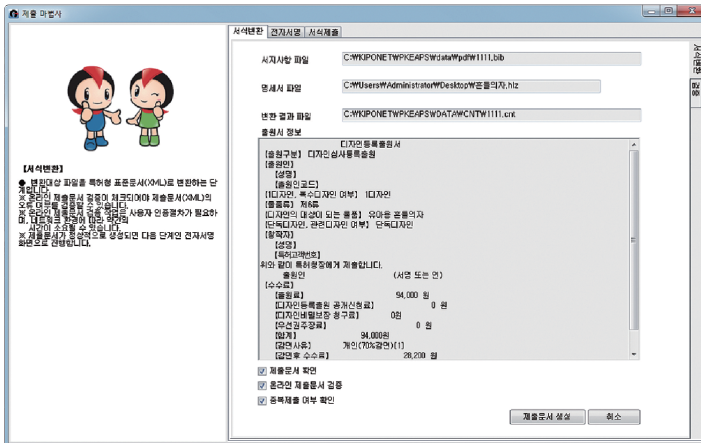 제출 마법사
서식변환 전자서명 서식제출
서지사항 파일 C:₩KIPONET₩PKEAPS₩data₩pdf₩1111.bib
명세서 파일 C:₩Users₩Administrator₩Desktop₩흔들의자.hlz
변환 결과 파일 C:₩KIPONET₩PKEAPS₩DATA₩CNT₩1111.cnt
출원서 정보
디자인등록출원서
【출원구분】 디자인심사등록출원
【출원인】
【성명】
【출원인코드】
【1디자인, 복수디자인 여부】 1디자인
【물품류】 제6류
【디자인의 대상이 되는 물품】 유아용 흔들의자
【단독디자인, 관련디자인 여부】 단독디자인
【창작자】
【성명】
【특허고객번호】
위와 같이 특허청장에게 제출합니다.
출원인 (서명 또는 인)
【수수료】
【출원료】 94,000 원
【디자인등록출원 공개신청료】 0 원
【디자인비밀보장 청구료】 0원
【우선권주장료】 0 원
【합계】 94,000원
【감면사유】 개인(70%감면)[1]
【감면후 수수료】 28,200 원
제출문서 확인
온라인 제출문서 검증
중복제출 여부 확인
제출문서 생성 취소
【서식변환】
● 변환대상 파일을 특허청 표준문서(XML)로 변환하는 단
계입니다.
※ 온라인 제출문서 검증이 체크되어야 제출문서(XML)의
오류 여부를 검증할 수 있습니다.
※ 온라인 제출문서 검증 작업은 사용자 인증절차가 필요하
며, 네트워크 환경에 따라 약간의
시간이 소요될 수 있습니다.
※ 제출문서가 정상적으로 생성되면 다음 단계인 전자서명
화면으로 진행합니다.
서식변환